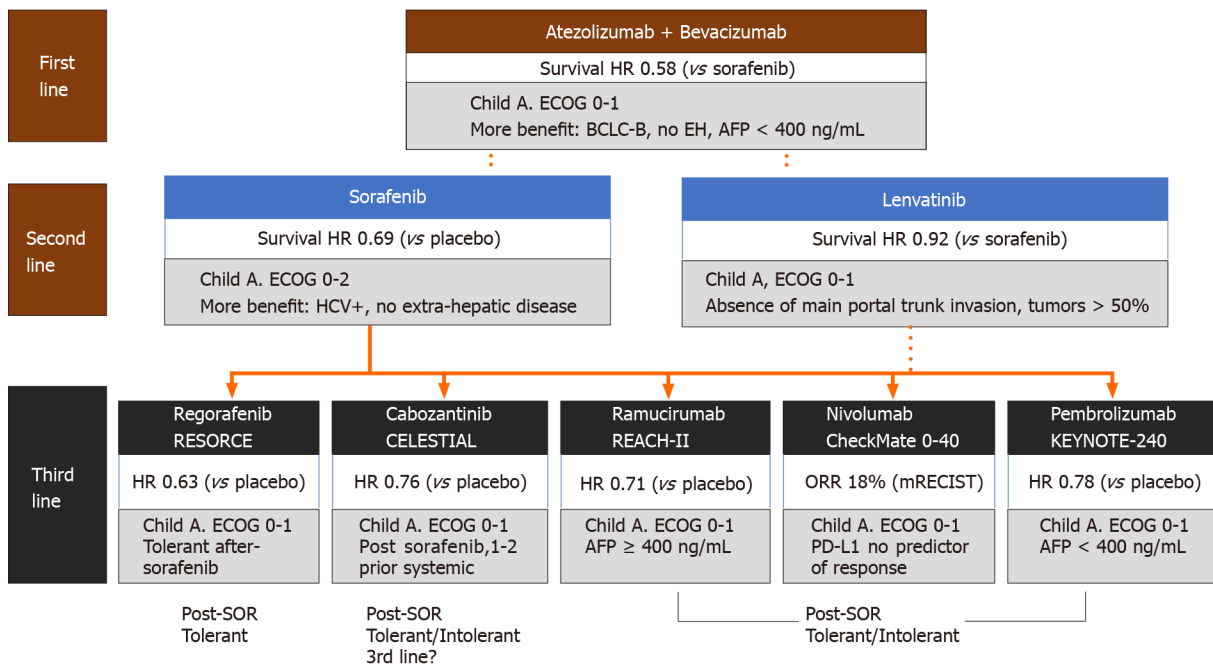 First
line
Atezolizumab + Bevacizumab
Survival HR 0.58 (vs sorafenib)
Child A. ECOG 0-1
More benefit: BCLC-B, no EH, AFP < 400 ng/mL
Second
line
Sorafenib
Survival HR 0.69 (vs placebo)
Child A. ECOG 0-2
More benefit: HCV+, no extra-hepatic disease
Lenvatinib
Survival HR 0.92 (vs sorafenib)
Child A, ECOG 0-1
Absence of main portal trunk invasion, tumors > 50%
Third
line
Regorafenib
RESORCE
HR 0.63 (vs placebo)
Child A. ECOG 0-1
Tolerant after-
sorafenib
Post-SOR
Tolerant
Cabozantinib
CELESTIAL
HR 0.76 (vs placebo)
Child A. ECOG 0-1
Post sorafenib,1-2
prior systemic
Post-SOR
Tolerant/Intolerant
3rd line?
Ramucirumab
REACH-II
HR 0.71 (vs placebo)
Child A. ECOG 0-1
AFP ≥ 400 ng/mL
Nivolumab
CheckMate 0-40
ORR 18% (mRECIST)
Child A. ECOG 0-1
PD-L1 no predictor
of response
Pembrolizumab
KEYNOTE-240
HR 0.78 (vs placebo)
Child A. ECOG 0-1
AFP < 400 ng/mL
Post-SOR
Tolerant/Intolerant